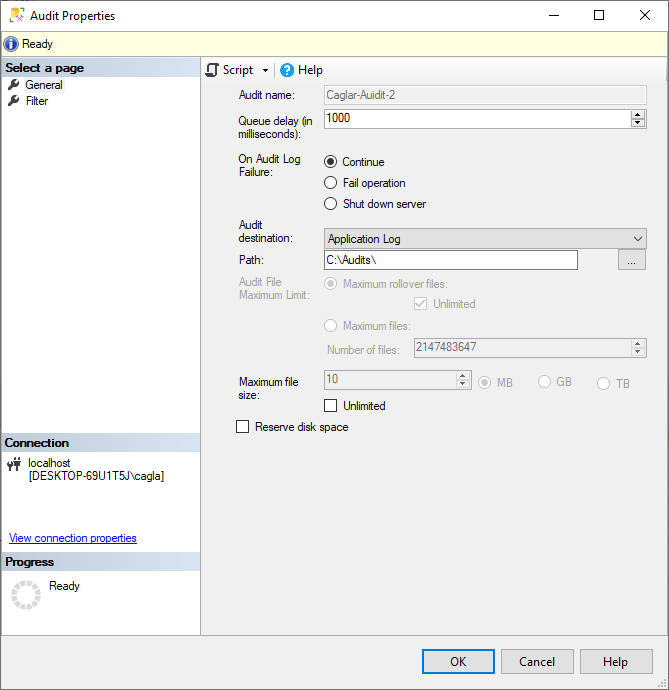 Audit Properties
Ready
Select a page
General
Filter
Script
Help
Audit name:
Caglar-Auidit-2
Queue delay (in
milliseconds):
1000
On Audit Log
Failure:
Continue
Fail operation
Shut down server
Audit
destination:
Application Log
Path:
C:\Audits\
...
Audit File
Maximum Limit:
Maximum rollover files:
Unlimited
Maximum files:
Number of files:
2147483647
Maximum file
size:
10
MB
GB
TB
Unlimited
Reserve disk space
Connection
localhost
[DESKTOP-69U1T5J\cagla]
View connection properties
Progress
Ready
OK
Cancel
Help